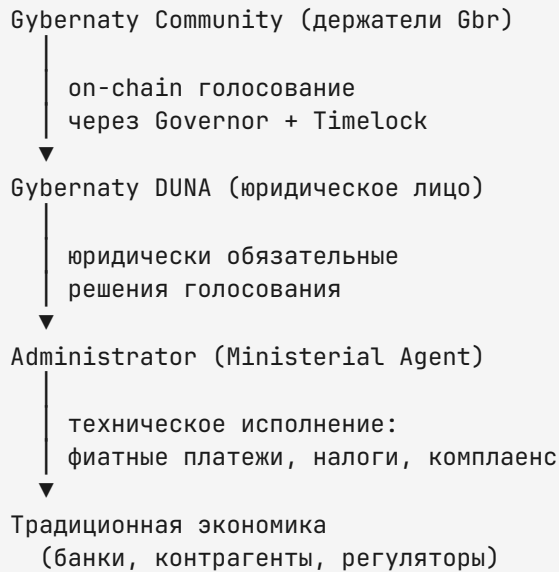 Gybernaty Community (держатели Gbr)
on-chain голосование
через Governor + Timelock
Gybernaty DUNA (юридическое лицо)
юридически обязательные
решения голосования
Administrator (Ministerial Agent)
техническое исполнение:
фиатные платежи, налоги, комплаенс
Традиционная экономика
(банки, контрагенты, регуляторы)